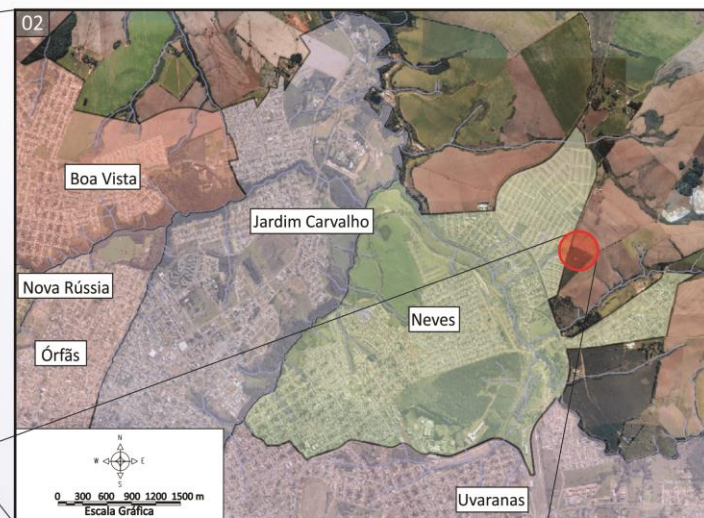 02
Boa Vista
Jardim Carvalho
Nova Rússia
Neves
Órfãs
N
W E
S
0 300 600 900 1200 1500 m
Escala Gráfica
Uvaranas